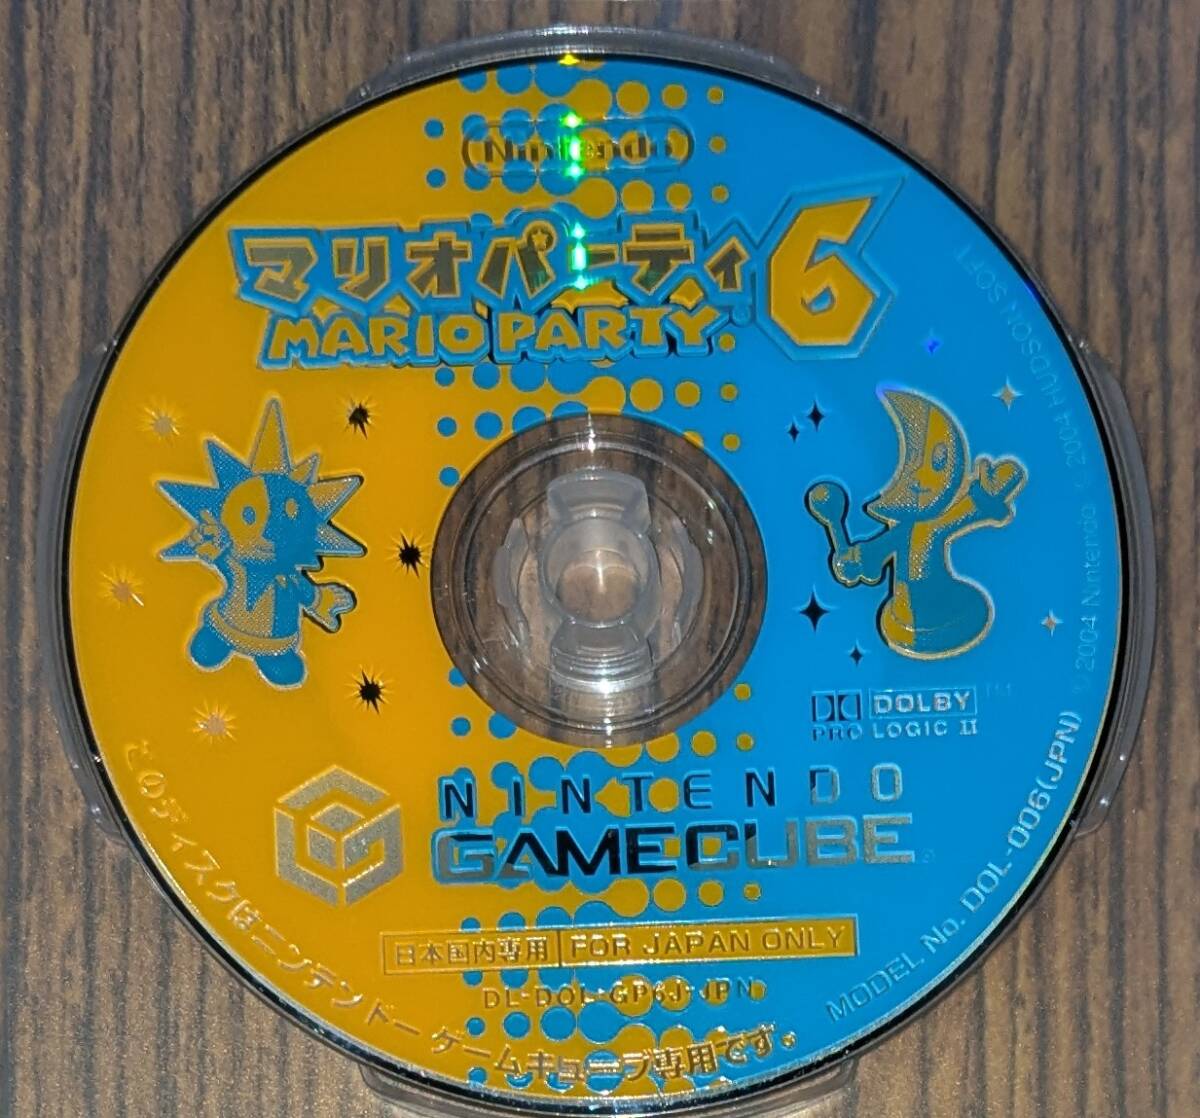 Nintendo
マリオパーティ6
MARIO PARTY
DOLBY
PRO LOGIC II
TM
NINTENDO
GAMECUBE
日本国内専用 FOR JAPAN ONLY
DL-DOL-GP6J-JPN
このディスクはニンテンドーゲームキューブ専用です。
MODEL No. DOL-006(JPN)
© 2004 Nintendo © 2004 HUDSON SOFT